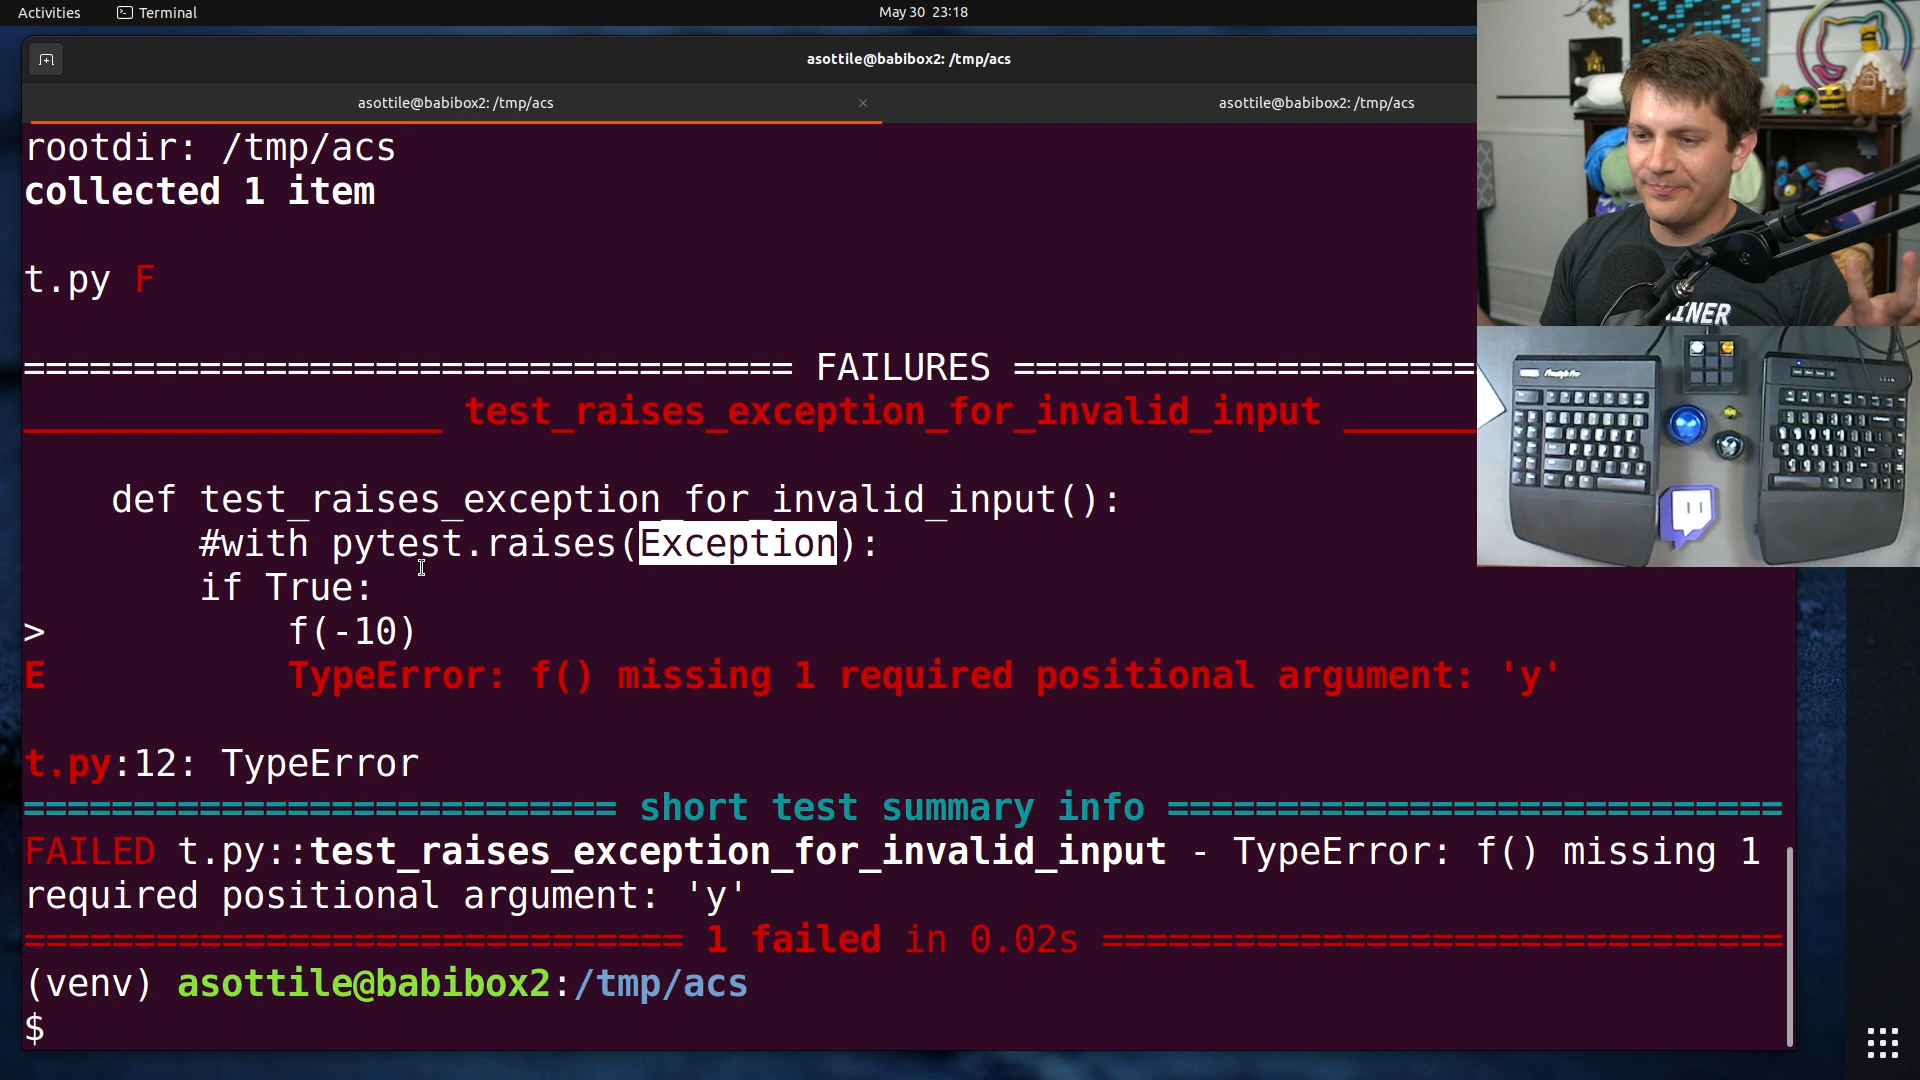 Activities
Terminal
May 30 23:18
asottile@babibox2: /tmp/acs
asottile@babibox2: /tmp/acs ×
asottile@babibox2: /tmp/acs
rootdir: /tmp/acs
collected 1 item
t.py F
=================================== FAILURES =====================
___________________ test_raises_exception_for_invalid_input ______
def test_raises_exception_for_invalid_input():
#with pytest.raises(Exception):
if True:
> f(-10)
E TypeError: f() missing 1 required positional argument: 'y'
t.py:12: TypeError
=========================== short test summary info ============================
FAILED t.py::test_raises_exception_for_invalid_input - TypeError: f() missing 1
required positional argument: 'y'
============================== 1 failed in 0.02s ===============================
(venv) asottile@babibox2:/tmp/acs
$